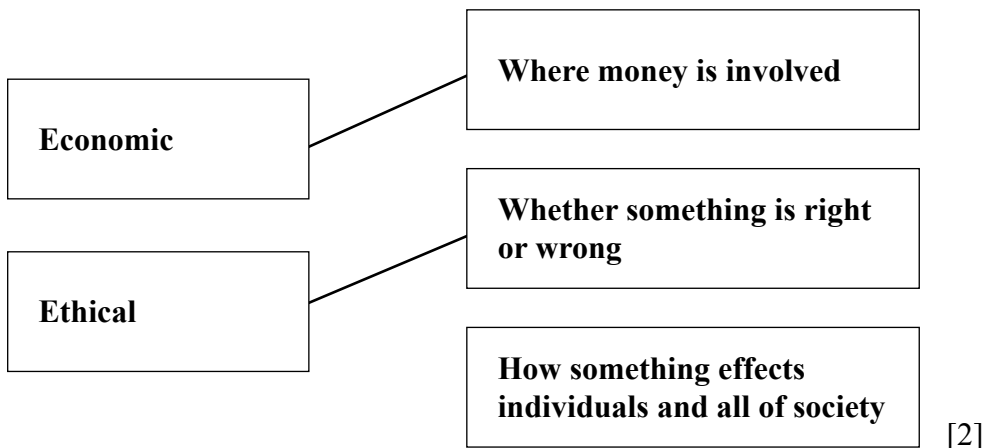 Where money is involved
Economic
Whether something is right
or wrong
Ethical
How something effects
individuals and all of society
[2]